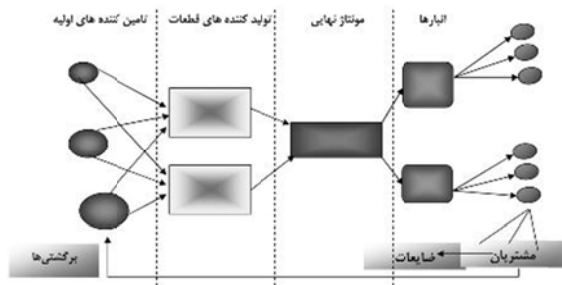 تامین کننده های اولیه
تولید کننده های قطعات
مونتاژ نهایی
انبارها
برگشتی‌ها
ضایعات
مشتریان